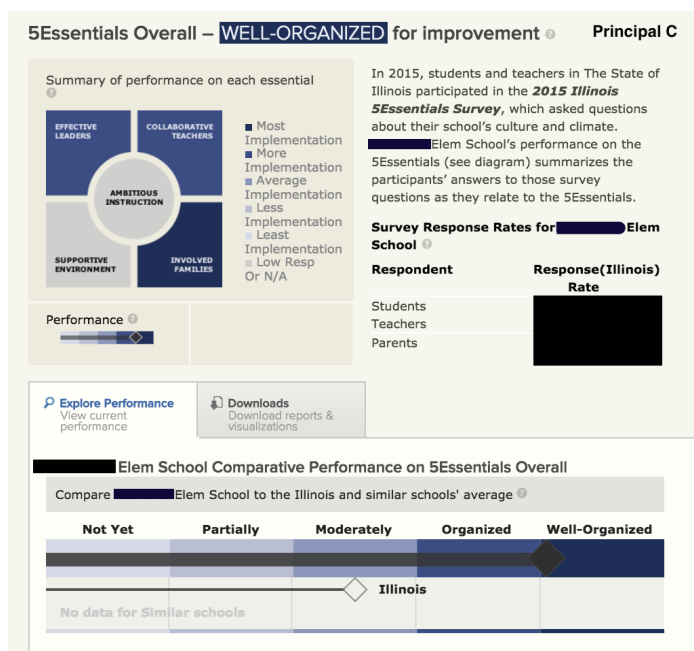 5Essentials Overall – WELL-ORGANIZED for improvement ?
Principal C
Summary of performance on each essential
?
EFFECTIVE
LEADERS
COLLABORATIVE
TEACHERS
AMBITIOUS
INSTRUCTION
SUPPORTIVE
ENVIRONMENT
INVOLVED
FAMILIES
Most
Implementation
More
Implementation
Average
Implementation
Less
Implementation
Least
Implementation
Low Resp
Or N/A
Performance ?
In 2015, students and teachers in The State of
Illinois participated in the 2015 Illinois
5Essentials Survey, which asked questions
about their school's culture and climate.
Elem School's performance on the
5Essentials (see diagram) summarizes the
participants' answers to those survey
questions as they relate to the 5Essentials.
Survey Response Rates for Elem
School ?
Respondent
Response(Illinois)
Rate
Students
Teachers
Parents
Explore Performance
View current
performance
Downloads
Download reports &
visualizations
Elem School Comparative Performance on 5Essentials Overall
Compare Elem School to the Illinois and similar schools' average ?
Not Yet Partially Moderately Organized Well-Organized
Illinois
No data for Similar schools